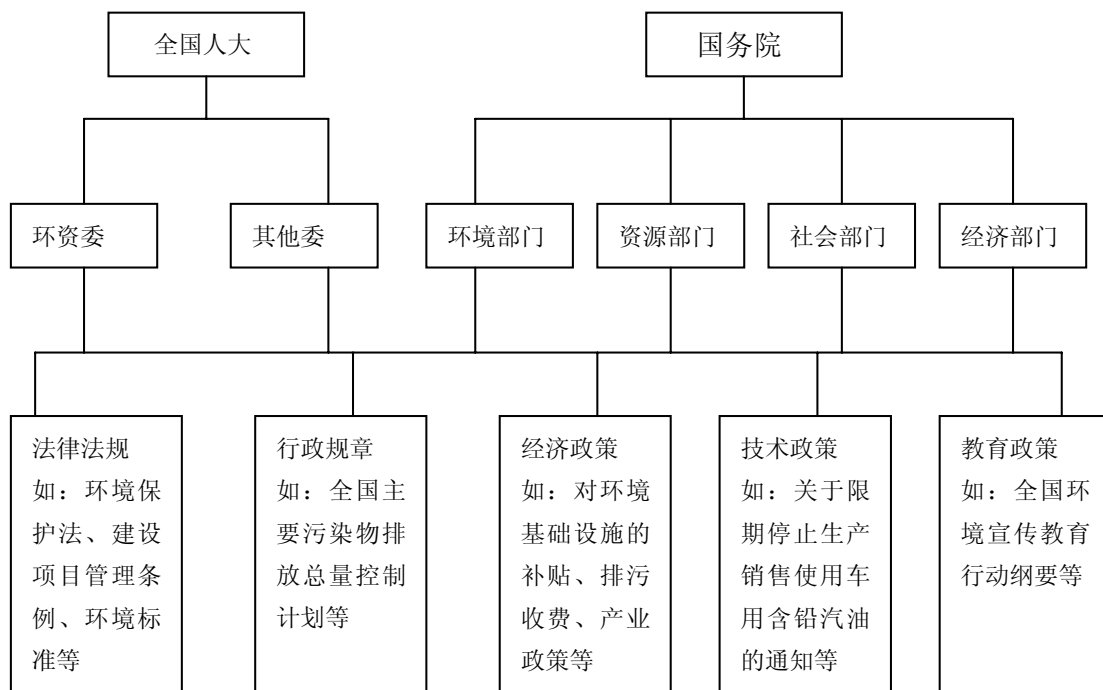 全国人大
国务院
环资委
其他委
环境部门
资源部门
社会部门
经济部门
法律法规
如：环境保
护法、建设
项目管理条
例、环境标
准等
行政规章
如：全国主
要污染物排
放总量控制
计划等
经济政策
如：对环境
基础设施的
补贴、排污
收费、产业
政策等
技术政策
如：关于限
期停止生产
销售使用车
用含铅汽油
的通知等
教育政策
如：全国环
境宣传教育
行动纲要等